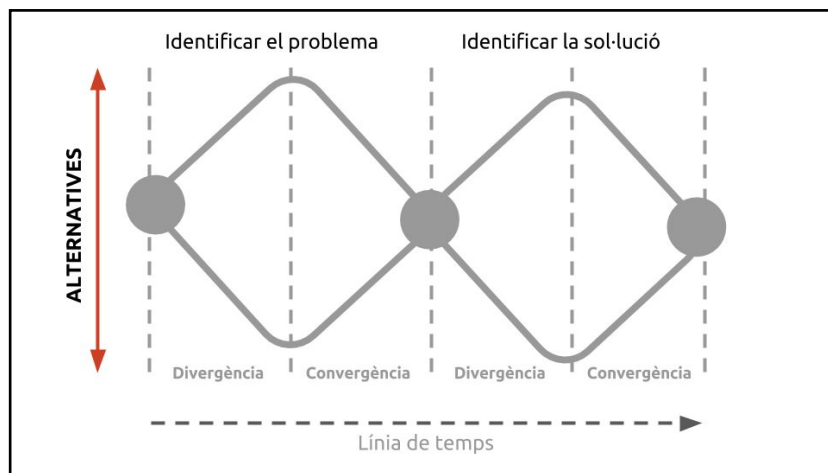 Identificar el problema
Identificar la sol·lució
ALTERNATIVES
Divergència
Convergència
Divergència
Convergència
Línia de temps